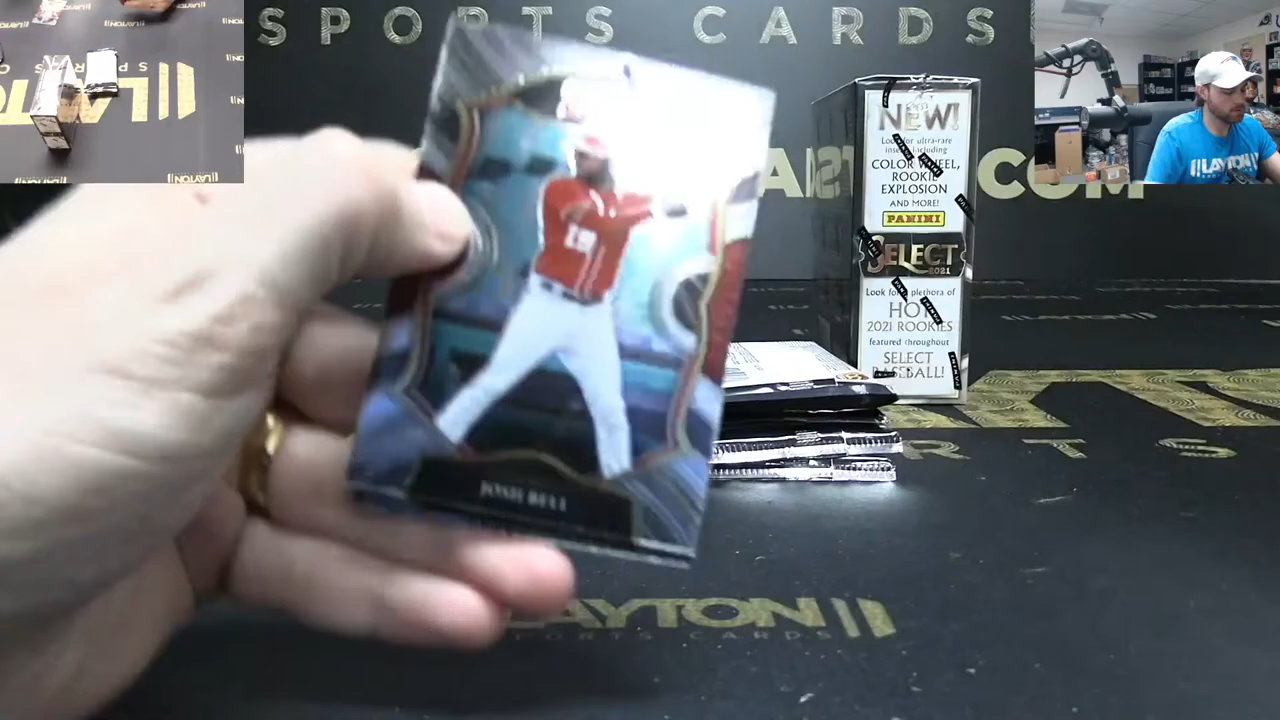 SPORTS CARDS
NEW!
Look for ultra-rare
inserts including
COLOR WHEEL,
ROOKIE
EXPLOSION
AND MORE!
PANINI
SELECT
2021
Look for a plethora of
HOT
2021 ROOKIES
featured throughout
SELECT
BASEBALL!
COM
JOSH BELL
LAYTON
SPORTS CARDS
LAYTON